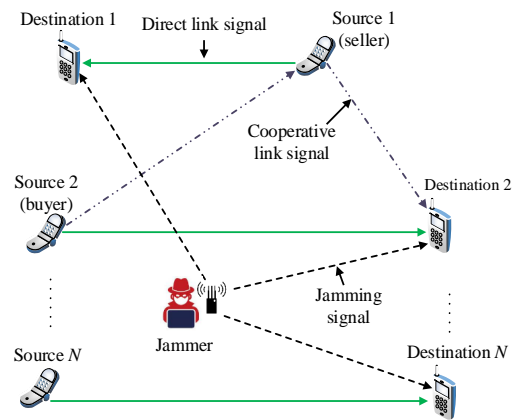 Destination 1
Direct link signal
Source 1
(seller)
Cooperative
link signal
Source 2
(buyer)
Destination 2
Jamming
signal
Jammer
Source N
Destination N